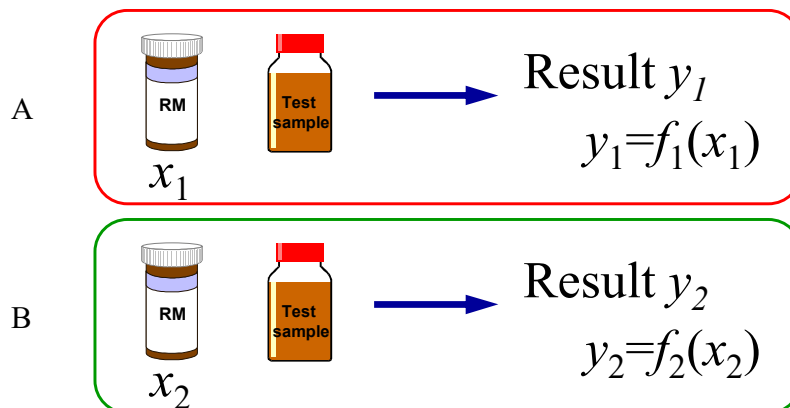 A
RM
Test
sample
x₁
Result y₁
y₁=f₁(x₁)
B
RM
Test
sample
x₂
Result y₂
y₂=f₂(x₂)